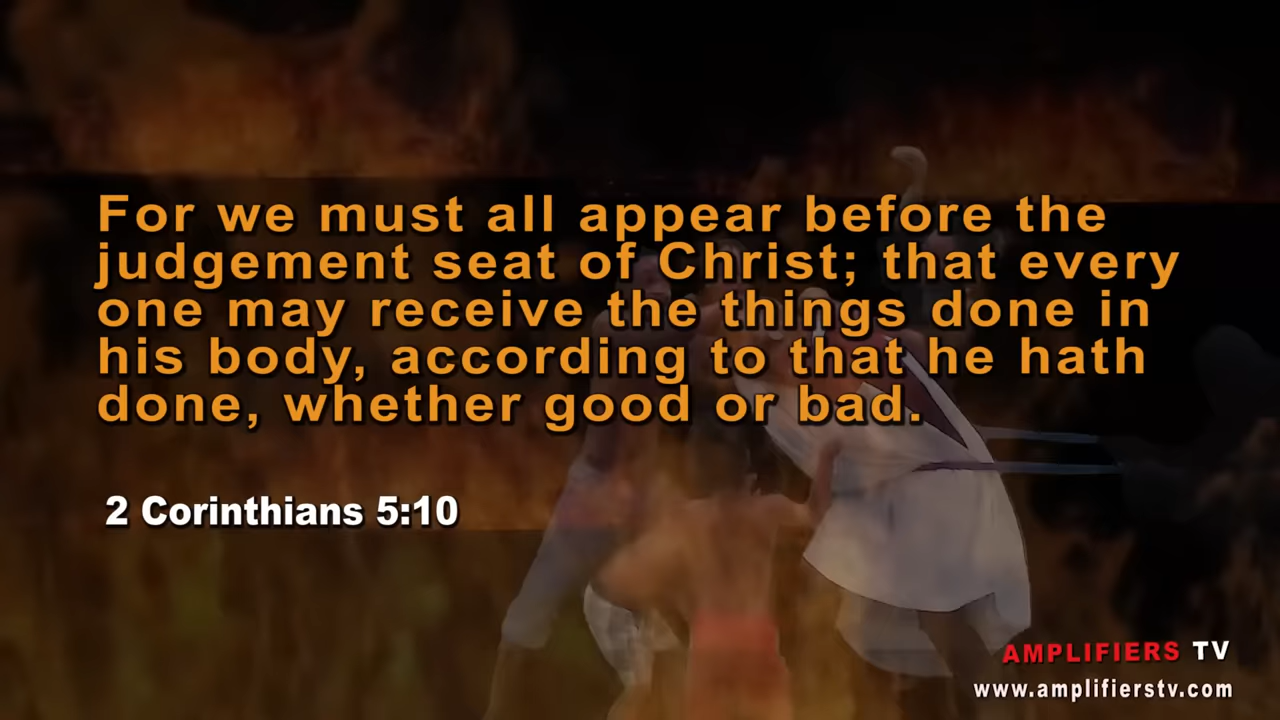 For we must all appear before the
judgement seat of Christ; that every
one may receive the things done in
his body, according to that he hath
done, whether good or bad.
2 Corinthians 5:10
AMPLIFIERS TV
www.amplifierstv.com